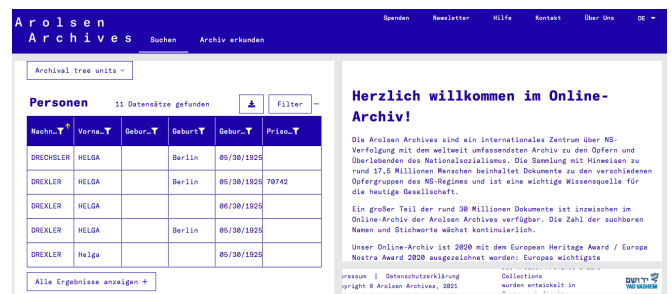 Arolsen
Archives
Suchen
Archiv erkunden
Spenden
Newsletter
Hilfe
Kontakt
Über Uns
DE
Archival tree units
Personen
11 Datensätze gefunden
Filter
Nachn… Vorna… Gebur… Geburt Gebur… Priso…
DRECHSLER HELGA Berlin 05/30/1925
DREXLER HELGA Berlin 05/30/1925 70742
DREXLER HELGA 06/30/1925
DREXLER HELGA Berlin 05/30/1925
DREXLER Helga 05/30/1925
Alle Ergebnisse anzeigen +
Herzlich willkommen im Online-
Archiv!
Die Arolsen Archives sind ein internationales Zentrum über NS-
Verfolgung mit dem weltweit umfassendsten Archiv zu den Opfern und
Überlebenden des Nationalsozialismus. Die Sammlung mit Hinweisen zu
rund 17,5 Millionen Menschen beinhaltet Dokumente zu den verschiedenen
Opfergruppen des NS-Regimes und ist eine wichtige Wissensquelle für
die heutige Gesellschaft.
Ein großer Teil der rund 30 Millionen Dokumente ist inzwischen im
Online-Archiv der Arolsen Archives verfügbar. Die Zahl der suchbaren
Namen und Stichworte wächst kontinuierlich.
Unser Online-Archiv ist 2020 mit dem European Heritage Award / Europa
Nostra Award 2020 ausgezeichnet worden: Europas wichtigste
pressum | Datenschutzerklärung
pyright © Arolsen Archives, 2021
Collections
wurden entwickelt in
יד ושם
YAD VASHEM